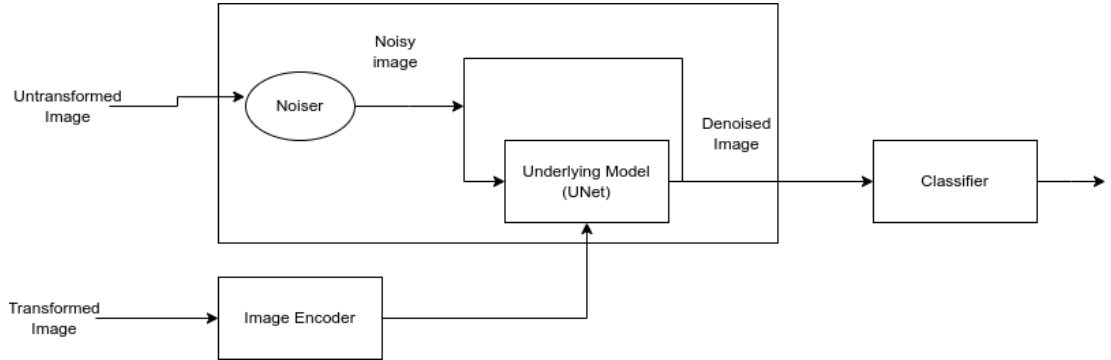 Noisy
image
Untransformed
Image
Noiser
Denoised
Image
Underlying Model
(UNet)
Classifier
Transformed
Image
Image Encoder